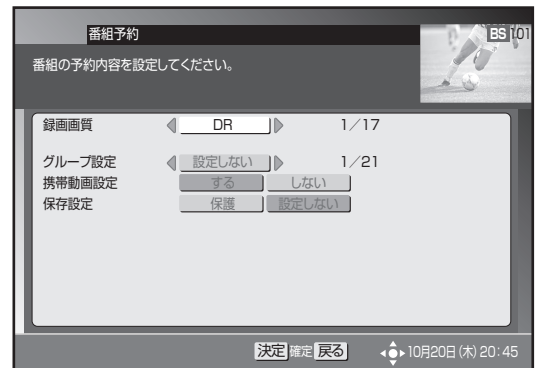 番組予約
BS 101
番組の予約内容を設定してください。
録画画質 DR 1/17
グループ設定 設定しない 1/21
携帯動画設定 する しない
保存設定 保護 設定しない
決定 確定 戻る 10月20日(木) 20:45